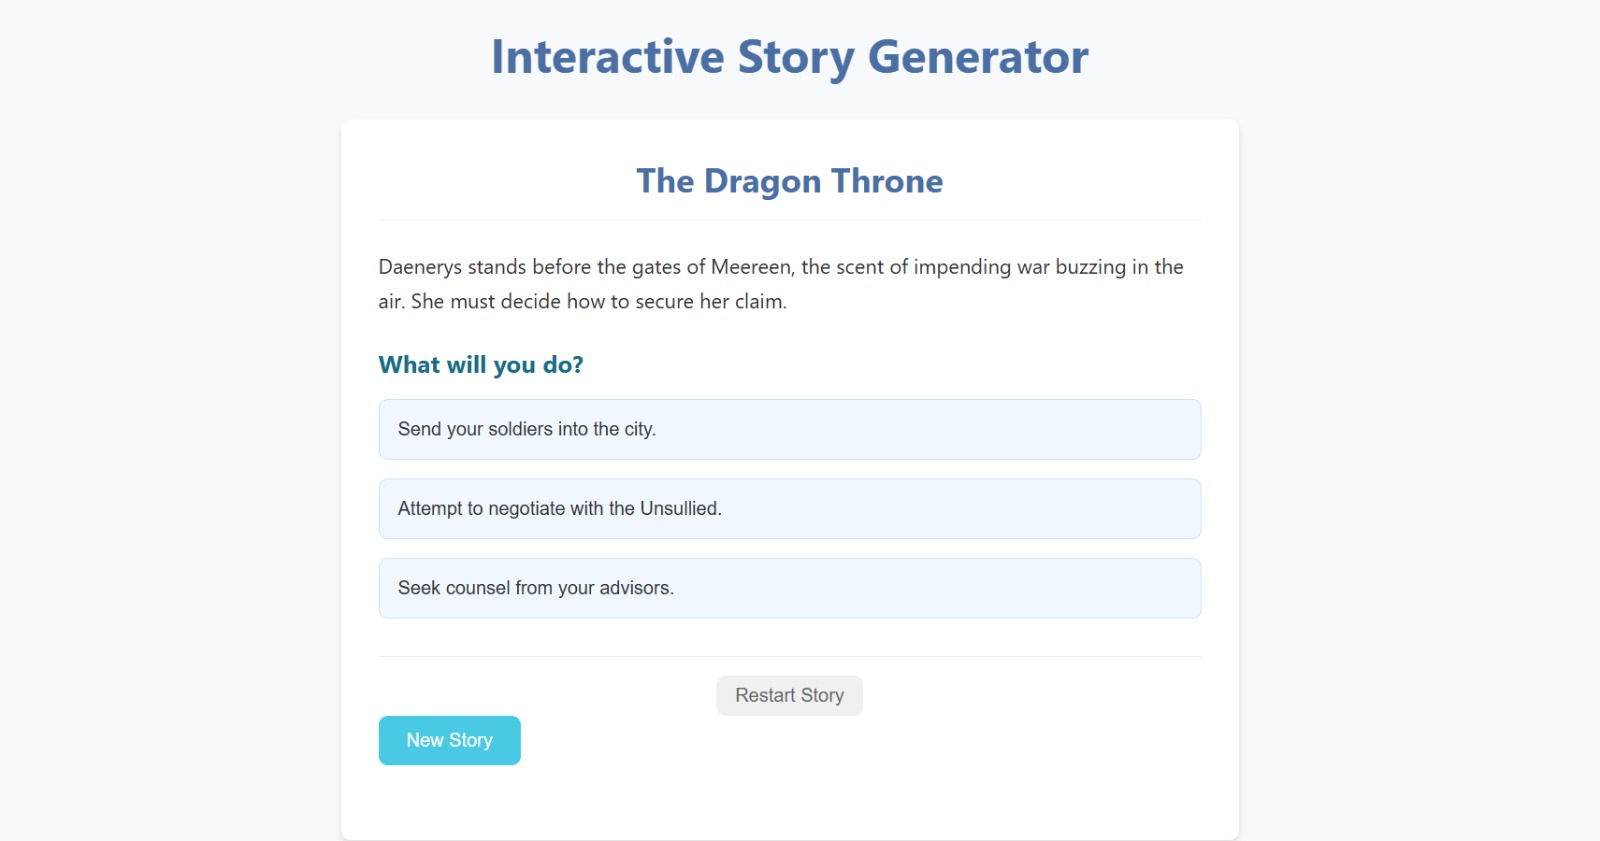 Interactive Story Generator
The Dragon Throne
Daenerys stands before the gates of Meereen, the scent of impending war buzzing in the
air. She must decide how to secure her claim.
What will you do?
Send your soldiers into the city.
Attempt to negotiate with the Unsullied.
Seek counsel from your advisors.
Restart Story
New Story